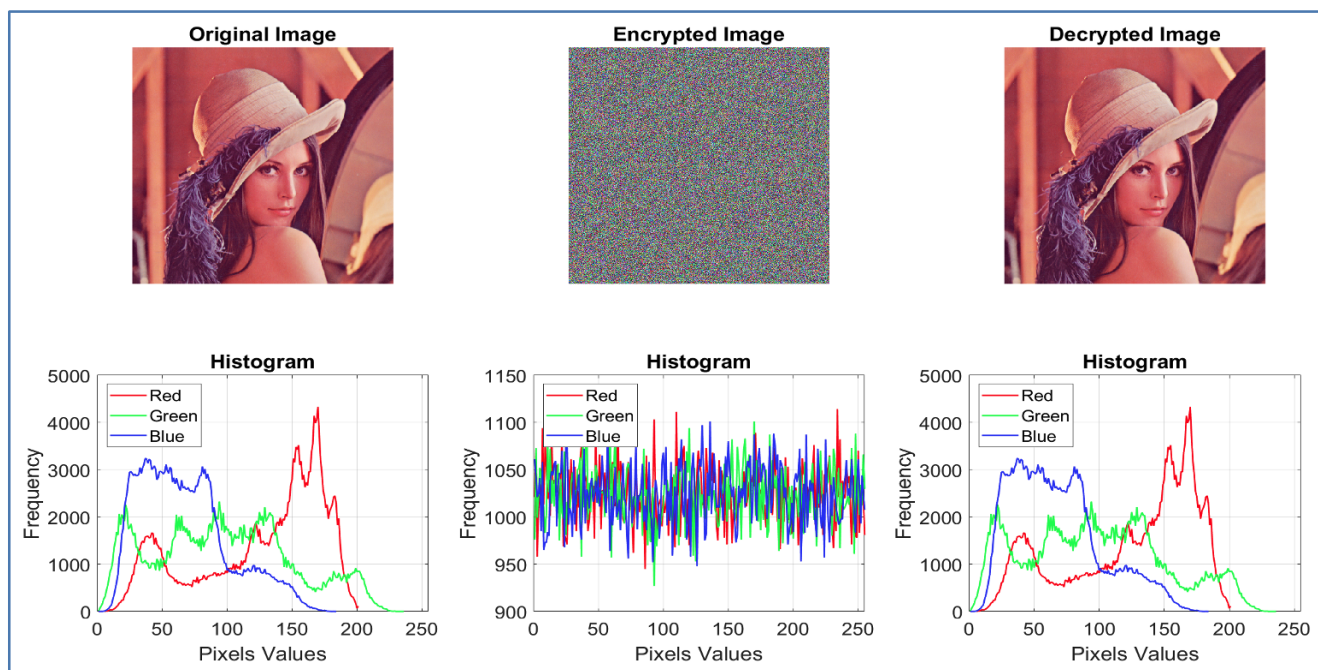 Original Image
Encrypted Image
Decrypted Image
Histogram
5000
4000
3000
2000
1000
0
Frequency
Red
Green
Blue
0 50 100 150 200 250
Pixels Values
Histogram
1150
1100
1050
1000
950
900
Frequency
Red
Green
Blue
0 50 100 150 200 250
Pixels Values
Histogram
5000
4000
3000
2000
1000
0
Frequency
Red
Green
Blue
0 50 100 150 200 250
Pixels Values